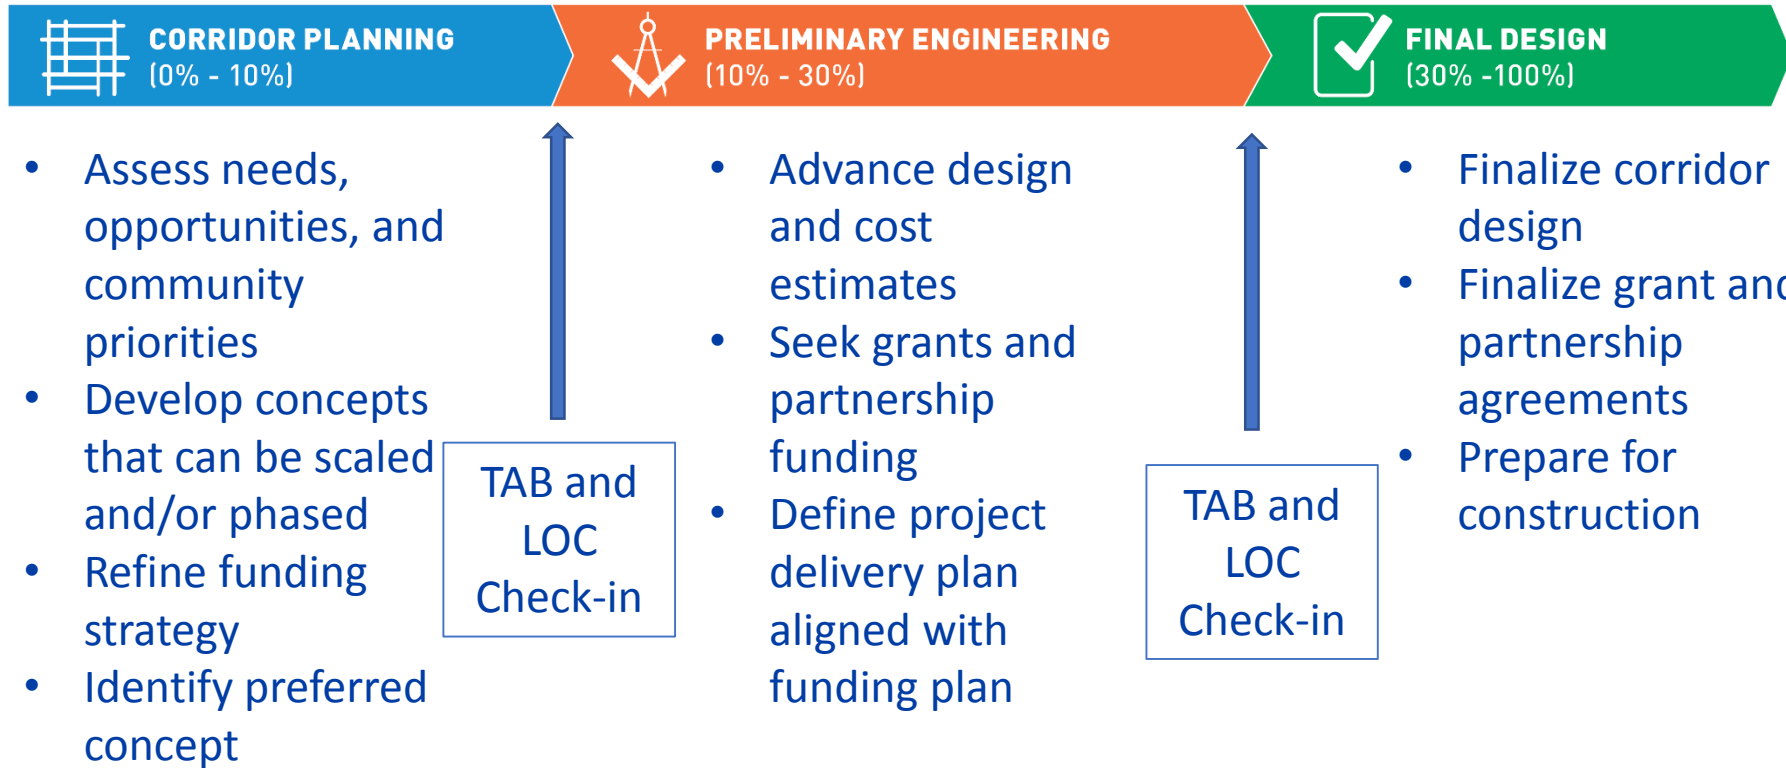 CORRIDOR PLANNING
(0% - 10%)
PRELIMINARY ENGINEERING
(10% - 30%)
FINAL DESIGN
(30% -100%)
• Assess needs,
opportunities, and
community
priorities
• Develop concepts
that can be scaled
and/or phased
• Refine funding
strategy
• Identify preferred
concept
TAB and
LOC
Check-in
• Advance design
and cost
estimates
• Seek grants and
partnership
funding
• Define project
delivery plan
aligned with
funding plan
TAB and
LOC
Check-in
• Finalize corridor
design
• Finalize grant and
partnership
agreements
• Prepare for
construction